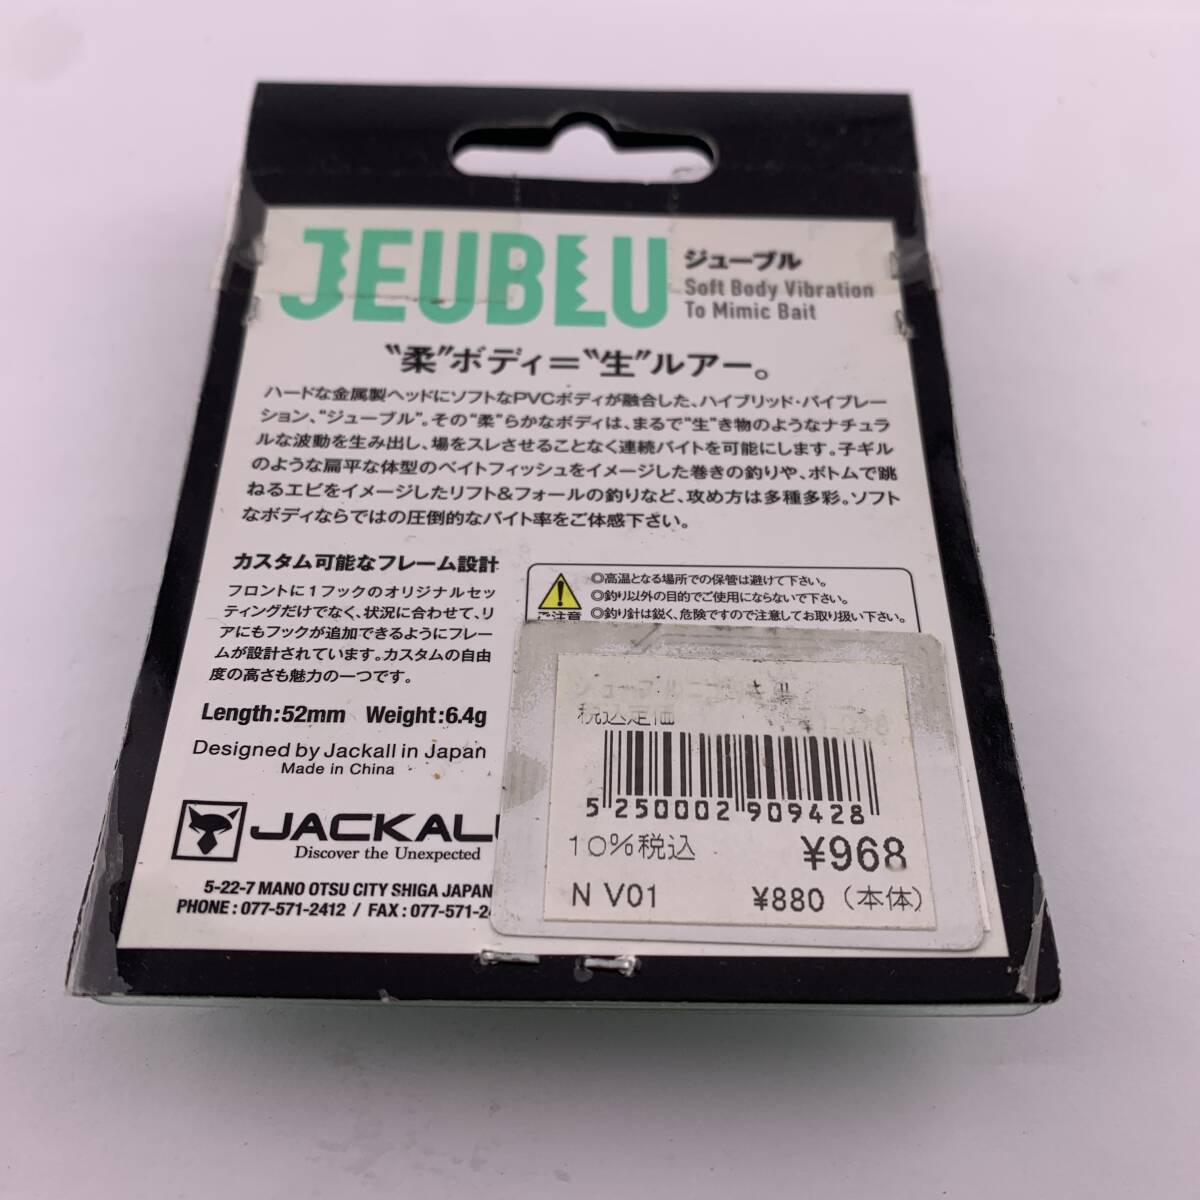 JEUBLU
ジューブル
Soft Body Vibration
To Mimic Bait
"柔"ボディ＝"生"ルアー。
ハードな金属製ヘッドにソフトなPVCボディが融合した、ハイブリッド・バイブレー
ション、"ジューブル"。その"柔"らかなボディは、まるで"生"き物のようなナチュラ
ルな波動を生み出し、場をスレさせることなく連続バイトを可能にします。子ギル
のような扁平な体型のベイトフィッシュをイメージした巻きの釣りや、ボトムで跳
ねるエビをイメージしたリフト&フォールの釣りなど、攻め方は多種多彩。ソフト
なボディならではの圧倒的なバイト率をご体感下さい。
カスタム可能なフレーム設計
フロントに1フックのオリジナルセッ
ティングだけでなく、状況に合わせて、リ
アにもフックが追加できるようにフレー
ムが設計されています。カスタムの自由
度の高さも魅力の一つです。
Length:52mm Weight:6.4g
Designed by Jackall in Japan
Made in China
JACKALL
Discover the Unexpected
5-22-7 MANO OTSU CITY SHIGA JAPAN
PHONE : 077-571-2412 / FAX : 077-571-2
ご注意
◎高温となる場所での保管は避けて下さい。
◎釣り以外の目的でご使用にならないで下さい。
◎釣り針は鋭く、危険ですので注意してお取り扱い下さい。
税込定価
5 250002 909428
10%税込 ¥968
N V01 ¥880（本体）